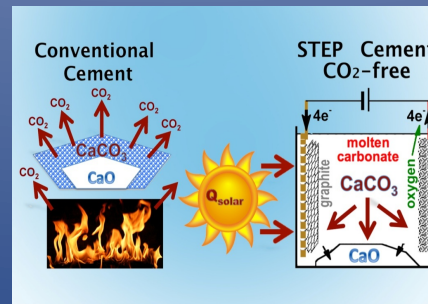 Conventional
Cement
CO2
CO2
CO2
CO2
CO2
CO2
CO2
CaCO3
CaO
Qsolar
STEP Cement
CO2-free
4e-
4e-
molten
carbonate
graphite
CaCO3
oxygen
CaO